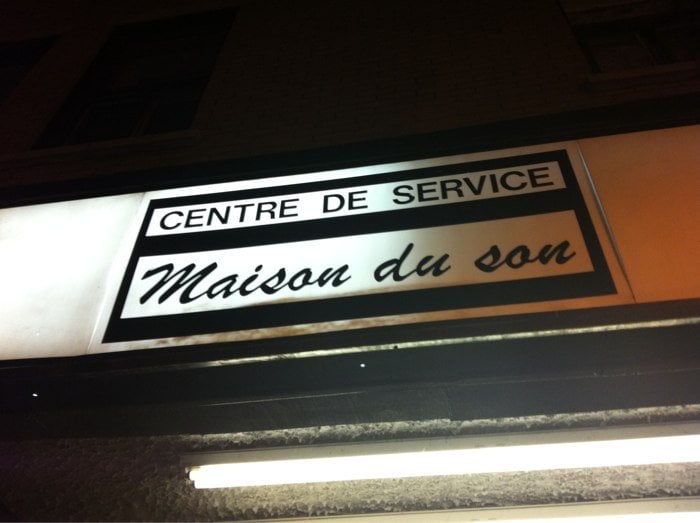 CENTRE DE SERVICE
Maison du son